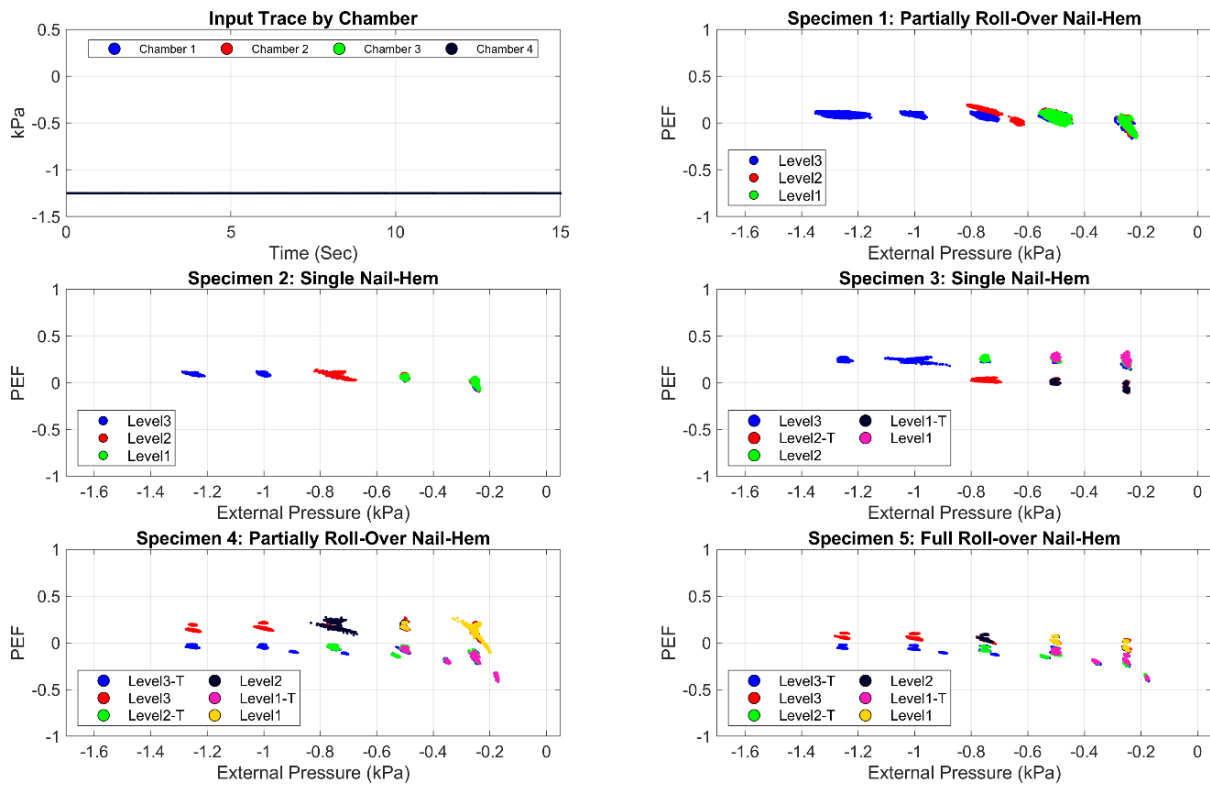 Input Trace by Chamber
0.5
0
-0.5
-1
-1.5
kPa
Chamber 1 Chamber 2 Chamber 3 Chamber 4
0 5 10 15
Time (Sec)
Specimen 1: Partially Roll-Over Nail-Hem
1
0.5
0
-0.5
-1
PEF
Level3
Level2
Level1
-1.6 -1.4 -1.2 -1 -0.8 -0.6 -0.4 -0.2 0
External Pressure (kPa)
Specimen 2: Single Nail-Hem
1
0.5
0
-0.5
-1
PEF
Level3
Level2
Level1
-1.6 -1.4 -1.2 -1 -0.8 -0.6 -0.4 -0.2 0
External Pressure (kPa)
Specimen 3: Single Nail-Hem
1
0.5
0
-0.5
-1
PEF
Level3 Level1-T
Level2-T Level1
Level2
-1.6 -1.4 -1.2 -1 -0.8 -0.6 -0.4 -0.2 0
External Pressure (kPa)
Specimen 4: Partially Roll-Over Nail-Hem
1
0.5
0
-0.5
-1
PEF
Level3-T Level2
Level3 Level1-T
Level2-T Level1
-1.6 -1.4 -1.2 -1 -0.8 -0.6 -0.4 -0.2 0
External Pressure (kPa)
Specimen 5: Full Roll-over Nail-Hem
1
0.5
0
-0.5
-1
PEF
Level3-T Level2
Level3 Level1-T
Level2-T Level1
-1.6 -1.4 -1.2 -1 -0.8 -0.6 -0.4 -0.2 0
External Pressure (kPa)